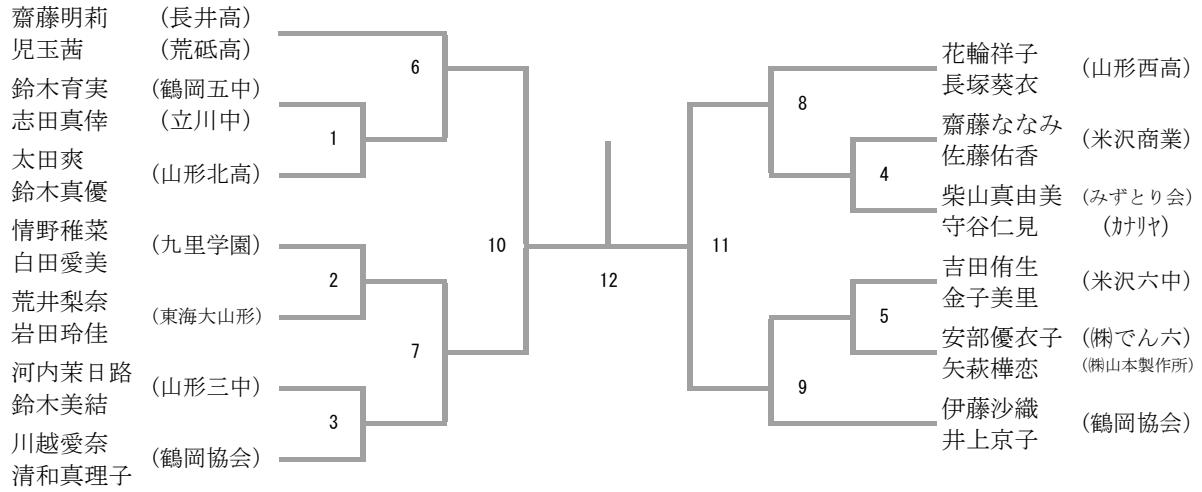 齋藤明莉 (長井高)
児玉茜 (荒砥高)
鈴木育実 (鶴岡五中)
志田真倖 (立川中)
太田爽
鈴木真優
(山形北高)
情野稚菜
白田愛美
(九里学園)
荒井梨奈
岩田玲佳
(東海大山形)
河内茉日路
鈴木美結
(山形三中)
川越愛奈
清和真理子
(鶴岡協会)
6
1
2
7
3
10
12
11
8
4
5
9
花輪祥子
長塚葵衣
(山形西高)
齋藤ななみ
佐藤佑香
(米沢商業)
柴山真由美 (みずとり会)
守谷仁見 (ｶﾅﾘﾔ)
吉田侑生
金子美里
(米沢六中)
安部優衣子 (㈱でん六)
矢萩樺恋 (㈱山本製作所)
伊藤沙織
井上京子
(鶴岡協会)